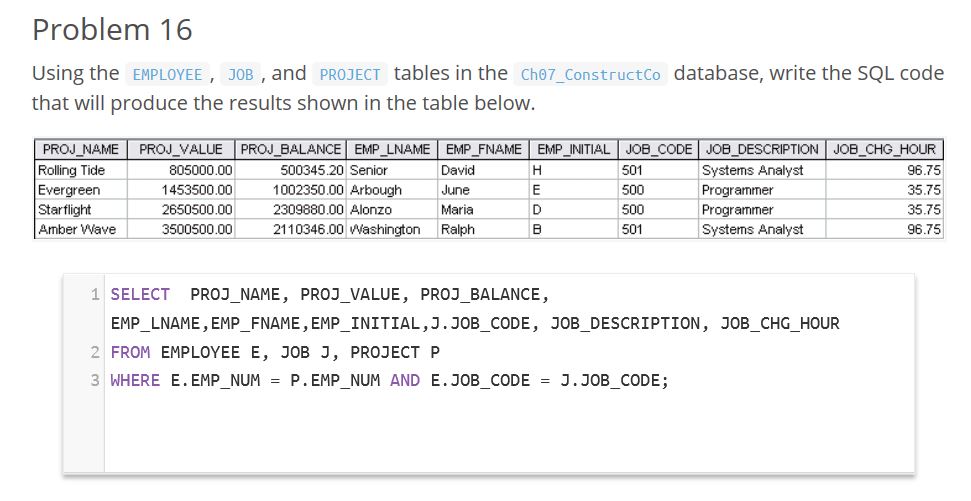 Problem 16
Using the EMPLOYEE , JOB , and PROJECT tables in the Ch07_ConstructCo database, write the SQL code
that will produce the results shown in the table below.
PROJ_NAME PROJ_VALUE PROJ_BALANCE EMP_LNAME EMP_FNAME EMP_INITIAL JOB_CODE JOB_DESCRIPTION JOB_CHG_HOUR
Rolling Tide 805000.00 500345.20 Senior David H 501 Systems Analyst 96.75
Evergreen 1453500.00 1002350.00 Arbough June E 500 Programmer 35.75
Starflight 2650500.00 2309880.00 Alonzo Maria D 500 Programmer 35.75
Amber Wave 3500500.00 2110346.00 Washington Ralph B 501 Systems Analyst 96.75
1 SELECT PROJ_NAME, PROJ_VALUE, PROJ_BALANCE,
EMP_LNAME,EMP_FNAME,EMP_INITIAL,J.JOB_CODE, JOB_DESCRIPTION, JOB_CHG_HOUR
2 FROM EMPLOYEE E, JOB J, PROJECT P
3 WHERE E.EMP_NUM = P.EMP_NUM AND E.JOB_CODE = J.JOB_CODE;